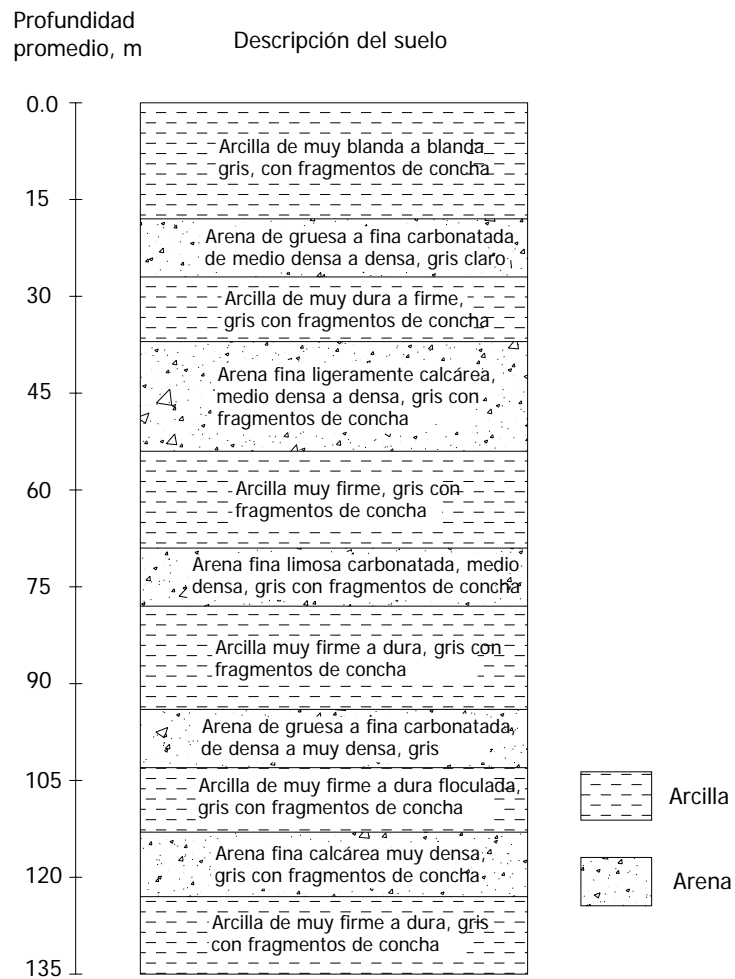 Profundidad
promedio, m
Descripción del suelo
0.0
Arcilla de muy blanda a blanda
gris, con fragmentos de concha
15
Arena de gruesa a fina carbonatada,
de medio densa a densa, gris claro
30
Arcilla de muy dura a firme,
gris con fragmentos de concha
Arena fina ligeramente calcárea,
45
medio densa a densa, gris con
fragmentos de concha
60
Arcilla muy firme, gris con
fragmentos de concha
Arena fina limosa carbonatada, medio
75
densa, gris con fragmentos de concha
Arcilla muy firme a dura, gris con
fragmentos de concha
90
Arena de gruesa a fina carbonatada,
de densa a muy densa, gris
105
Arcilla de muy firme a dura floculada,
gris con fragmentos de concha
Arcilla
Arena fina calcárea muy densa,
120
gris con fragmentos de concha
Arena
Arcilla de muy firme a dura, gris
con fragmentos de concha
135